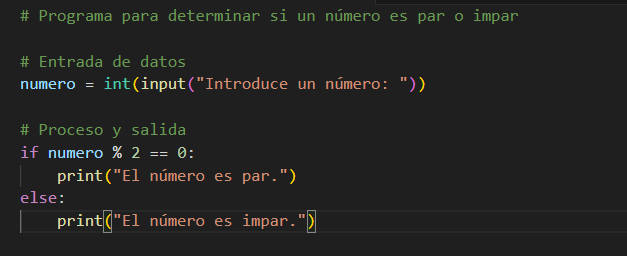 # Programa para determinar si un número es par o impar
# Entrada de datos
numero = int(input("Introduce un número: "))
# Proceso y salida
if numero % 2 == 0:
    print("El número es par.")
else:
    print("El número es impar.")